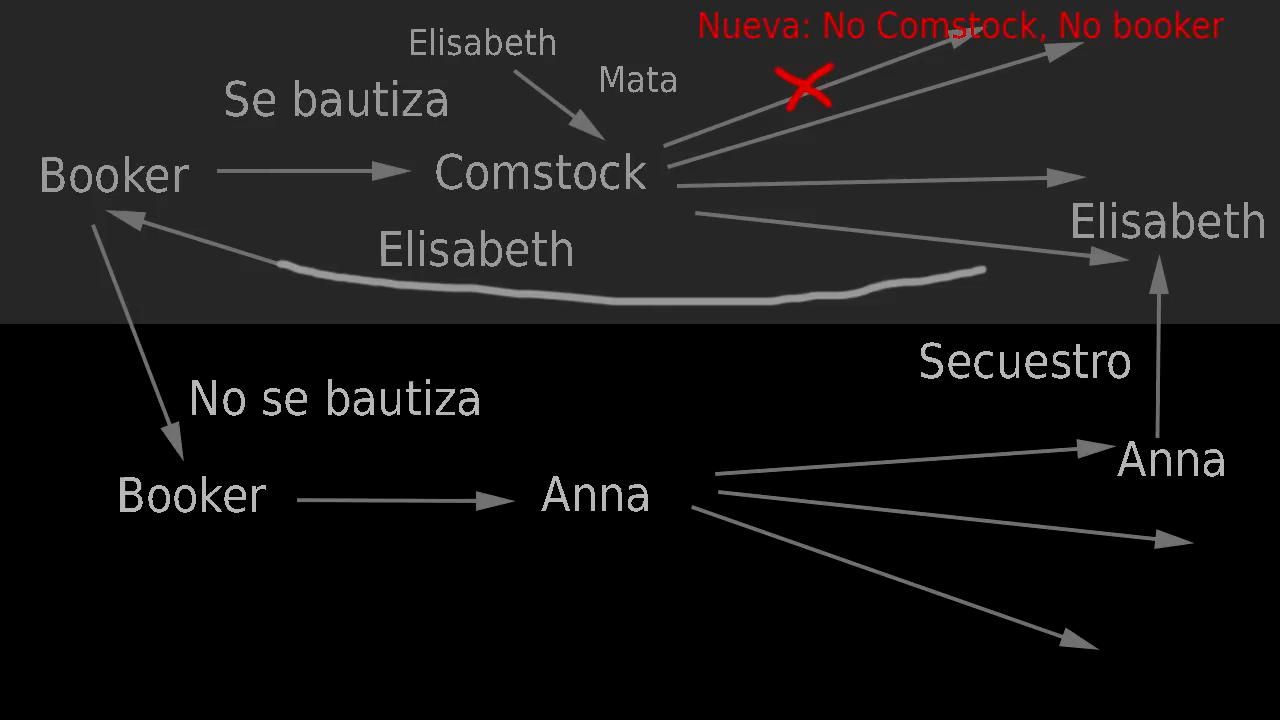 Nueva: No Comstock, No booker
Elisabeth
Mata
Se bautiza
Booker
Comstock
Elisabeth
Elisabeth
Secuestro
No se bautiza
Anna
Booker
Anna